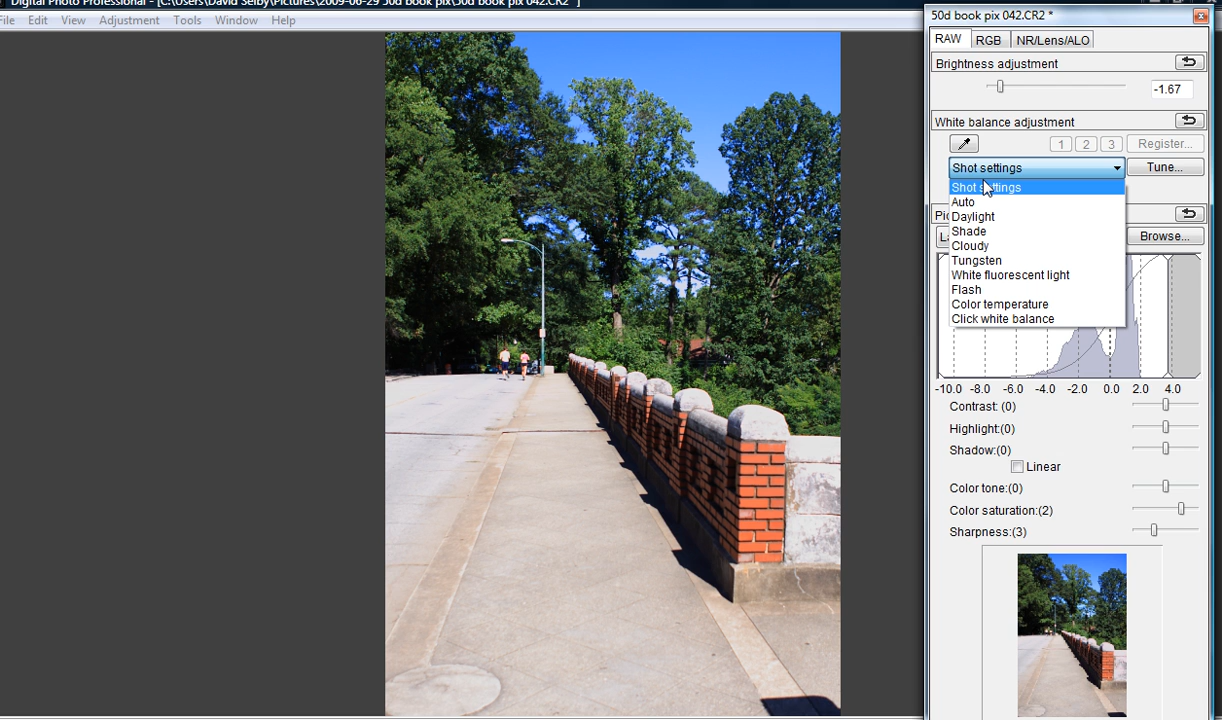 Digital Photo Professional - [C:\Users\David Selby\Pictures\2009-06-29 50d book pix\50d book pix 042.CR2 * ]
File Edit View Adjustment Tools Window Help
50d book pix 042.CR2 *
RAW RGB NR/Lens/ALO
Brightness adjustment
-1.67
White balance adjustment
1 2 3 Register...
Shot settings Tune...
Shot settings
Auto
Daylight
Shade
Cloudy
Tungsten
White fluorescent light
Flash
Color temperature
Click white balance
Browse...
-10.0 -8.0 -6.0 -4.0 -2.0 0.0 2.0 4.0
Contrast: (0)
Highlight:(0)
Shadow:(0)
Linear
Color tone:(0)
Color saturation:(2)
Sharpness:(3)